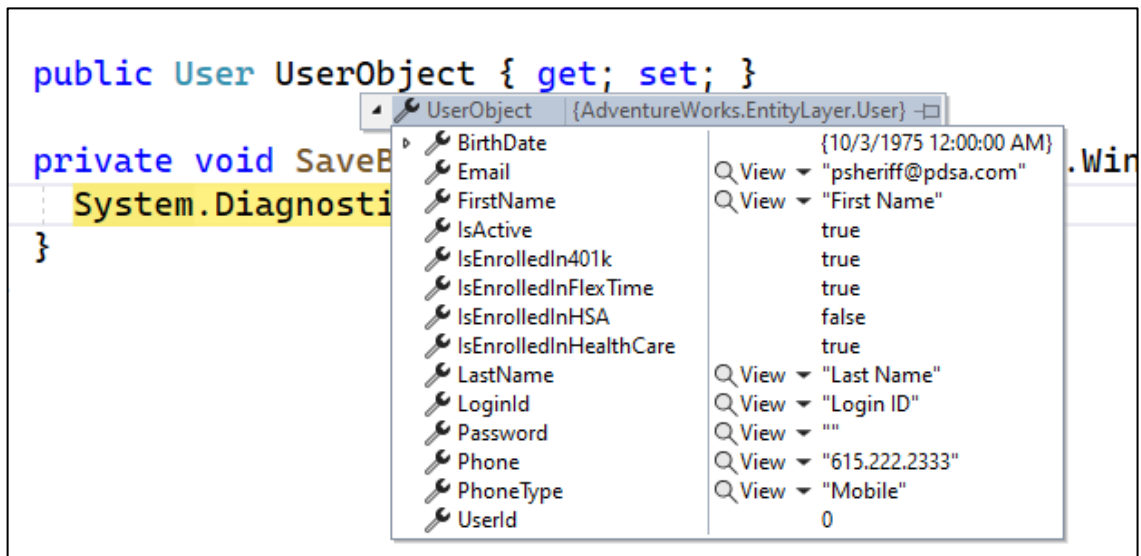 public User UserObject { get; set; }
UserObject {AdventureWorks.EntityLayer.User}
BirthDate {10/3/1975 12:00:00 AM}
private void SaveB .Win
Email View "psheriff@pdsa.com"
FirstName View "First Name"
System.Diagnosti
IsActive true
}
IsEnrolledIn401k true
IsEnrolledInFlexTime true
IsEnrolledInHSA false
IsEnrolledInHealthCare true
LastName View "Last Name"
LoginId View "Login ID"
Password View ""
Phone View "615.222.2333"
PhoneType View "Mobile"
UserId 0